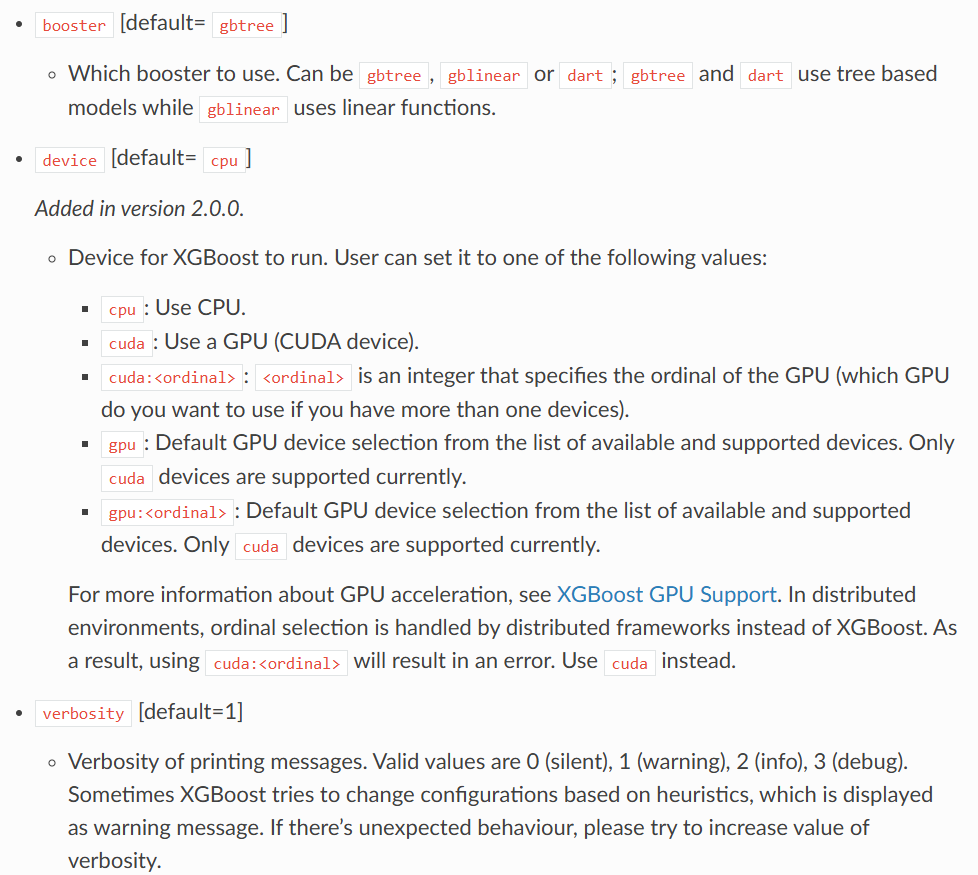 booster [default= gbtree ]
Which booster to use. Can be gbtree , gblinear or dart ; gbtree and dart use tree based
models while gblinear uses linear functions.
device [default= cpu ]
Added in version 2.0.0.
Device for XGBoost to run. User can set it to one of the following values:
cpu : Use CPU.
cuda : Use a GPU (CUDA device).
cuda:<ordinal> : <ordinal> is an integer that specifies the ordinal of the GPU (which GPU
do you want to use if you have more than one devices).
gpu : Default GPU device selection from the list of available and supported devices. Only
cuda devices are supported currently.
gpu:<ordinal> : Default GPU device selection from the list of available and supported
devices. Only cuda devices are supported currently.
For more information about GPU acceleration, see XGBoost GPU Support. In distributed
environments, ordinal selection is handled by distributed frameworks instead of XGBoost. As
a result, using cuda:<ordinal> will result in an error. Use cuda instead.
verbosity [default=1]
Verbosity of printing messages. Valid values are 0 (silent), 1 (warning), 2 (info), 3 (debug).
Sometimes XGBoost tries to change configurations based on heuristics, which is displayed
as warning message. If there's unexpected behaviour, please try to increase value of
verbosity.